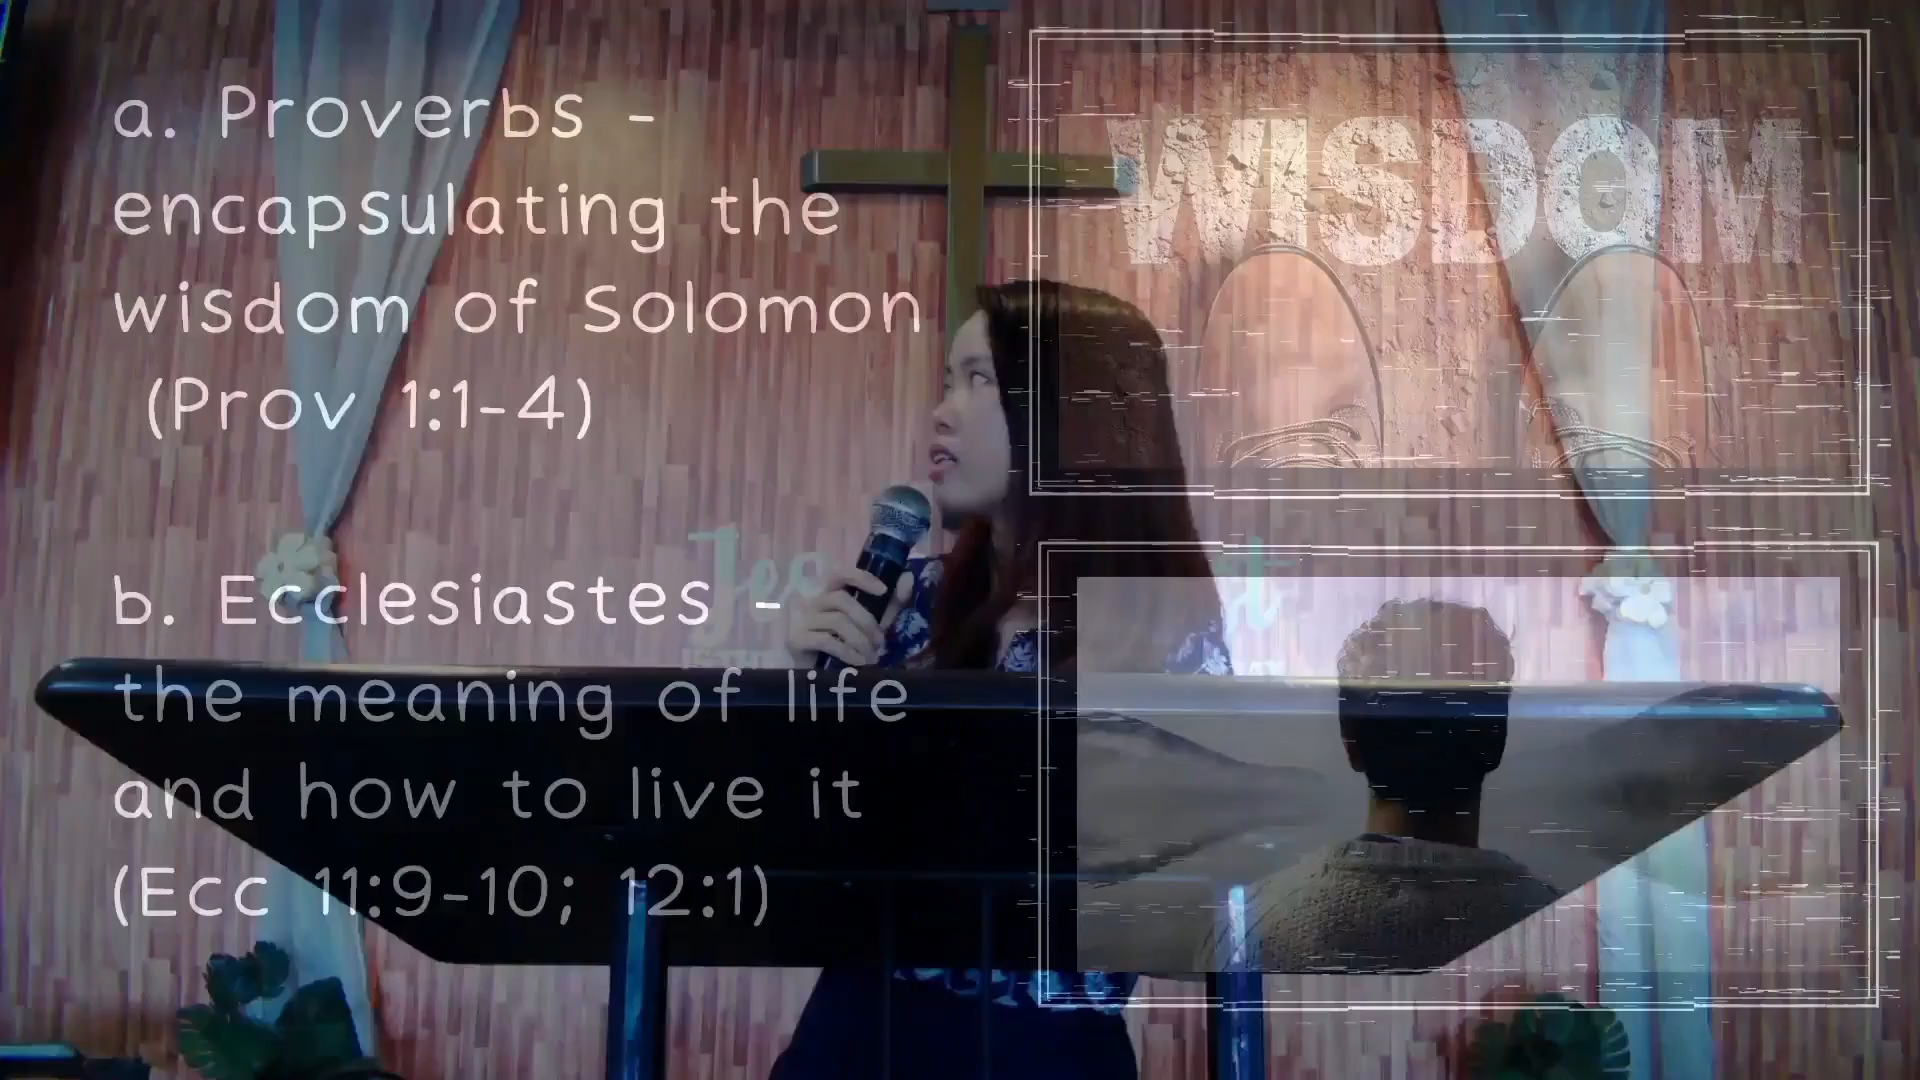 a. Proverbs -
encapsulating the
wisdom of Solomon
(Prov 1:1-4)
b. Ecclesiastes -
the meaning of life
and how to live it
(Ecc 11:9-10; 12:1)
WISDOM